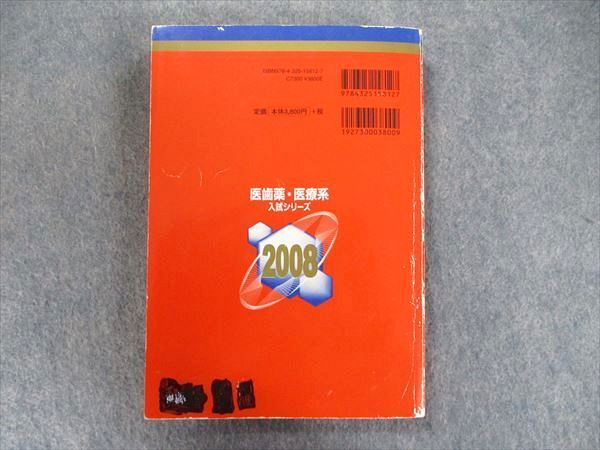 ISBN978-4-325-15312-7
C7300 ¥3800E
定価 本体3,800円 +税
9784325153127
1927300038009
医歯薬・医療系
入試シリーズ
2008